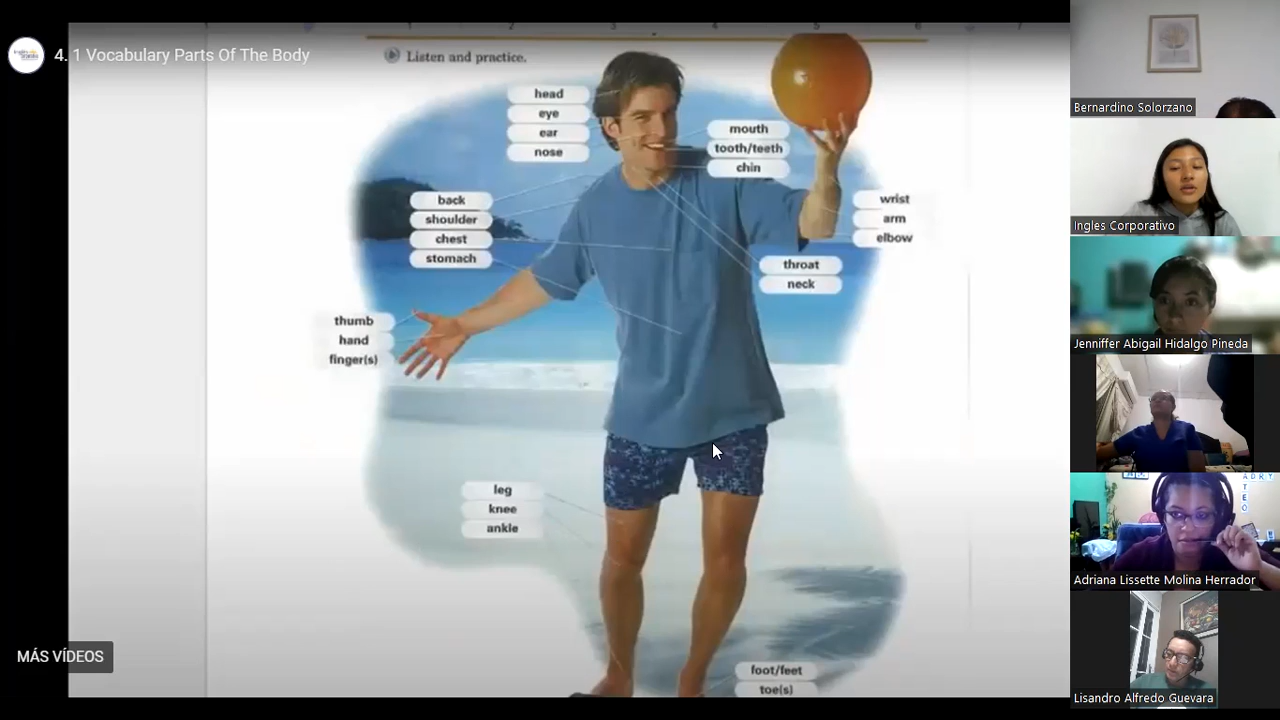 4. 1 Vocabulary Parts Of The Body
Listen and practice.
head
eye
ear
nose
mouth
tooth/teeth
chin
back
shoulder
chest
stomach
wrist
arm
elbow
throat
neck
thumb
hand
finger(s)
leg
knee
ankle
foot/feet
toe(s)
MÁS VÍDEOS
Bernardino Solorzano
Ingles Corporativo
Jenniffer Abigail Hidalgo Pineda
Adriana Lissette Molina Herrador
Lisandro Alfredo Guevara